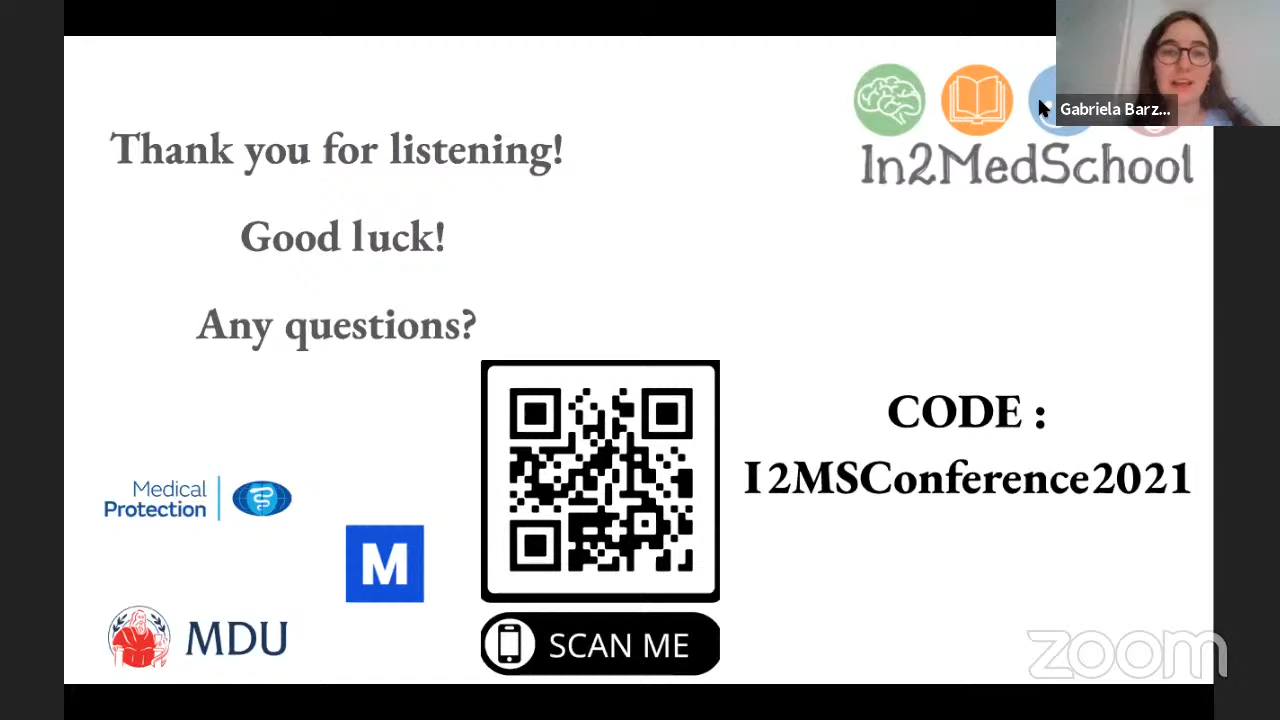 Thank you for listening!
Good luck!
Any questions?
Gabriela Barz...
In2MedSchool
CODE :
I2MSConference2021
Medical
Protection
M
MDU
SCAN ME
zoom